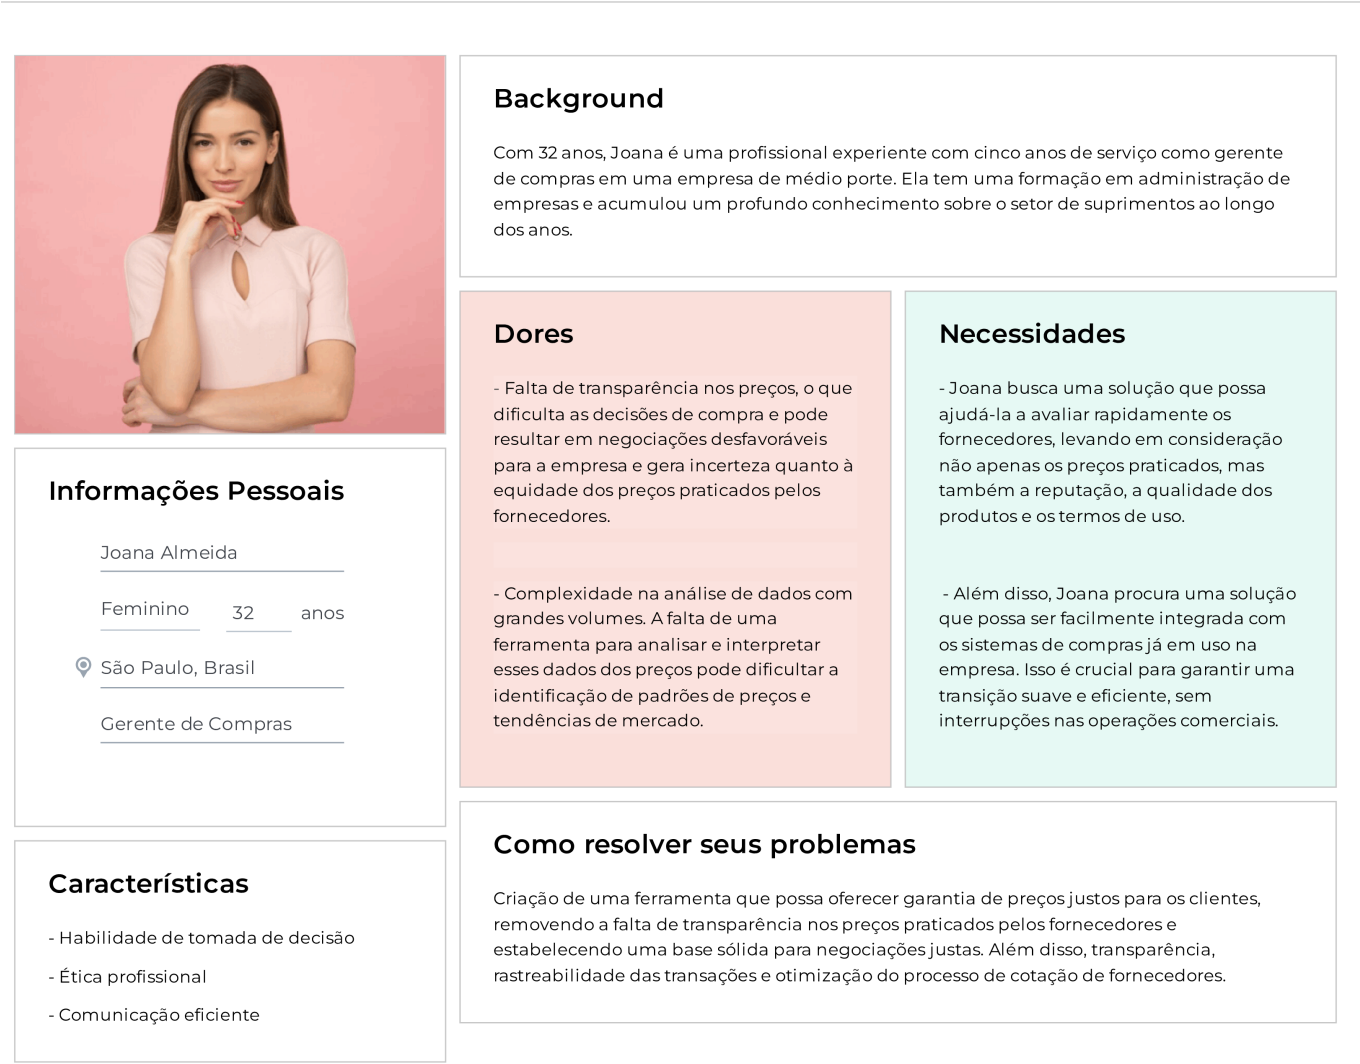 Background
Com 32 anos, Joana é uma profissional experiente com cinco anos de serviço como gerente
de compras em uma empresa de médio porte. Ela tem uma formação em administração de
empresas e acumulou um profundo conhecimento sobre o setor de suprimentos ao longo
dos anos.
Informações Pessoais
Joana Almeida
Feminino 32 anos
São Paulo, Brasil
Gerente de Compras
Características
- Habilidade de tomada de decisão
- Ética profissional
- Comunicação eficiente
Dores
- Falta de transparência nos preços, o que
dificulta as decisões de compra e pode
resultar em negociações desfavoráveis
para a empresa e gera incerteza quanto à
equidade dos preços praticados pelos
fornecedores.
- Complexidade na análise de dados com
grandes volumes. A falta de uma
ferramenta para analisar e interpretar
esses dados dos preços pode dificultar a
identificação de padrões de preços e
tendências de mercado.
Necessidades
- Joana busca uma solução que possa
ajudá-la a avaliar rapidamente os
fornecedores, levando em consideração
não apenas os preços praticados, mas
também a reputação, a qualidade dos
produtos e os termos de uso.
- Além disso, Joana procura uma solução
que possa ser facilmente integrada com
os sistemas de compras já em uso na
empresa. Isso é crucial para garantir uma
transição suave e eficiente, sem
interrupções nas operações comerciais.
Como resolver seus problemas
Criação de uma ferramenta que possa oferecer garantia de preços justos para os clientes,
removendo a falta de transparência nos preços praticados pelos fornecedores e
estabelecendo uma base sólida para negociações justas. Além disso, transparência,
rastreabilidade das transações e otimização do processo de cotação de fornecedores.